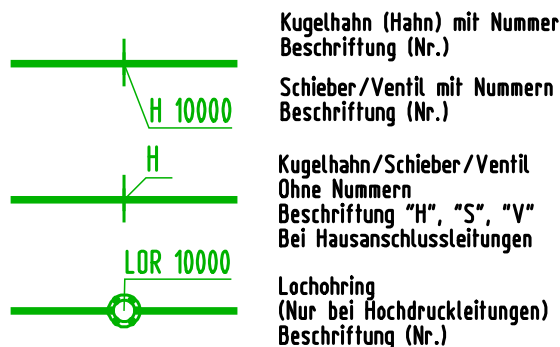 Kugelhahn (Hahn) mit Nummer
Beschriftung (Nr.)
Schieber/Ventil mit Nummern
Beschriftung (Nr.)
H 10000
Kugelhahn/Schieber/Ventil
Ohne Nummern
Beschriftung "H", "S", "V"
Bei Hausanschlussleitungen
H
LOR 10000
Lochohring
(Nur bei Hochdruckleitungen)
Beschriftung (Nr.)